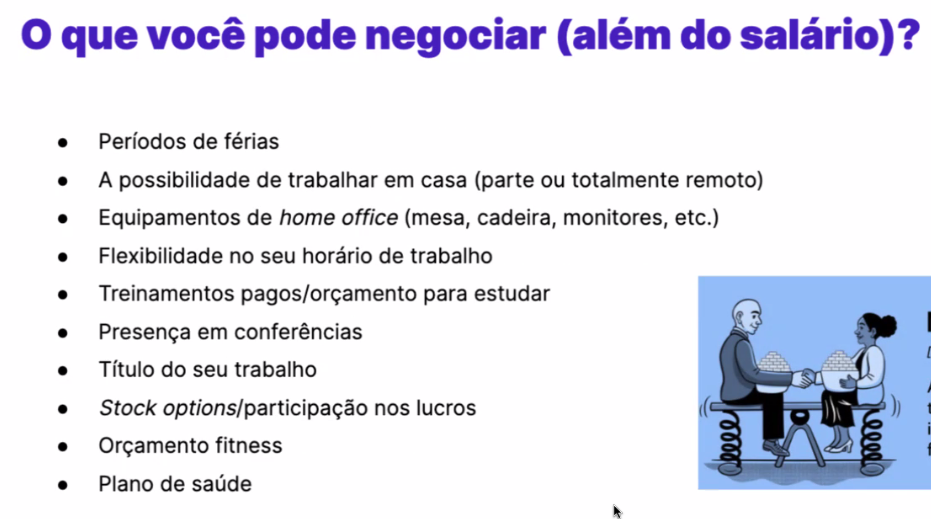 O que você pode negociar (além do salário)?
● Períodos de férias
● A possibilidade de trabalhar em casa (parte ou totalmente remoto)
● Equipamentos de home office (mesa, cadeira, monitores, etc.)
● Flexibilidade no seu horário de trabalho
● Treinamentos pagos/orçamento para estudar
● Presença em conferências
● Título do seu trabalho
● Stock options/participação nos lucros
● Orçamento fitness
● Plano de saúde